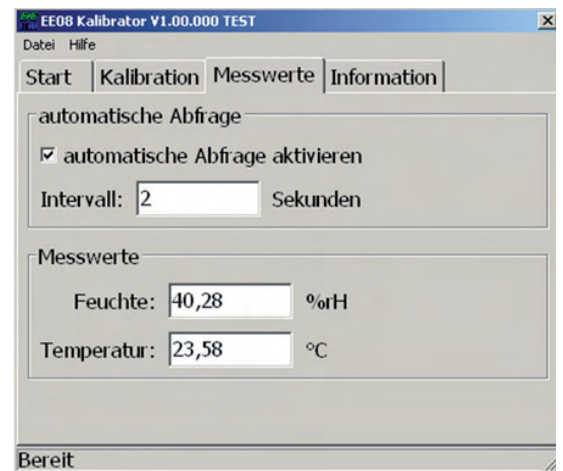 EE08 Kalibrator V1.00.000 TEST
Datei Hilfe
Start Kalibration Messwerte Information
automatische Abfrage
automatische Abfrage aktivieren
Intervall: 2 Sekunden
Messwerte
Feuchte: 40,28 %rH
Temperatur: 23,58 °C
Bereit